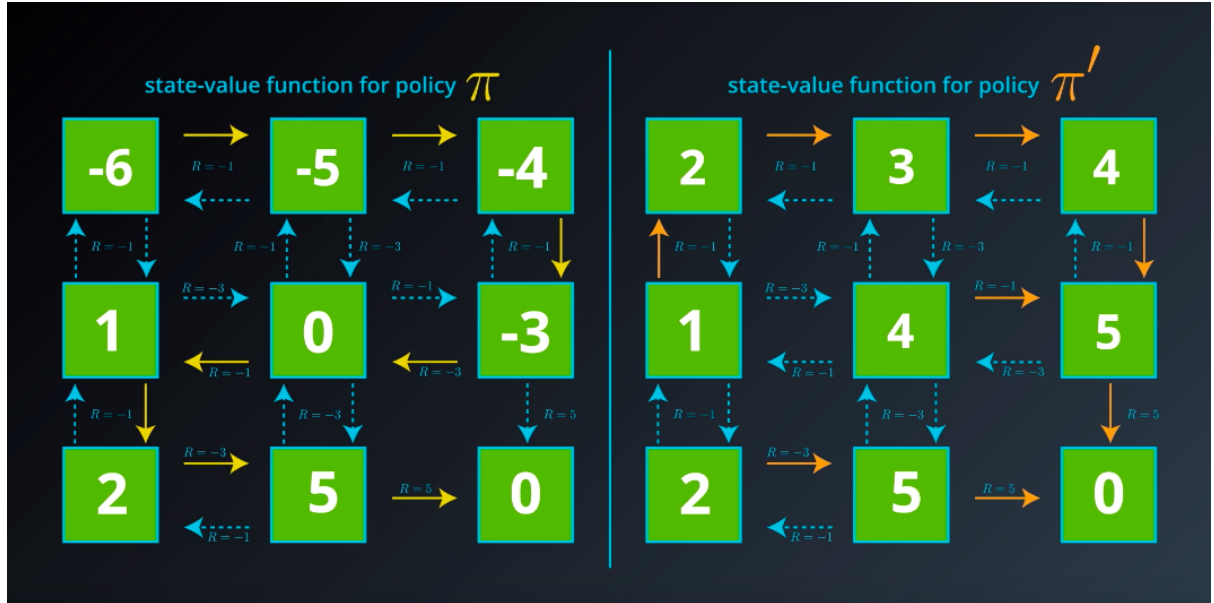 state-value function for policy π
-6 -5 -4
R = −1 R = −1
R = −1 R = −1 R = −3 R = −1
R = −3 R = −1
1 0 -3
R = −1 R = −3
R = −1 R = −3 R = 5
R = −3
2 5 0
R = 5
R = −1
state-value function for policy π′
2 3 4
R = −1 R = −1
R = −1 R = −1 R = −3 R = −1
R = −3 R = −1
1 4 5
R = −1 R = −3
R = −1 R = −3 R = 5
R = −3
2 5 0
R = 5
R = −1